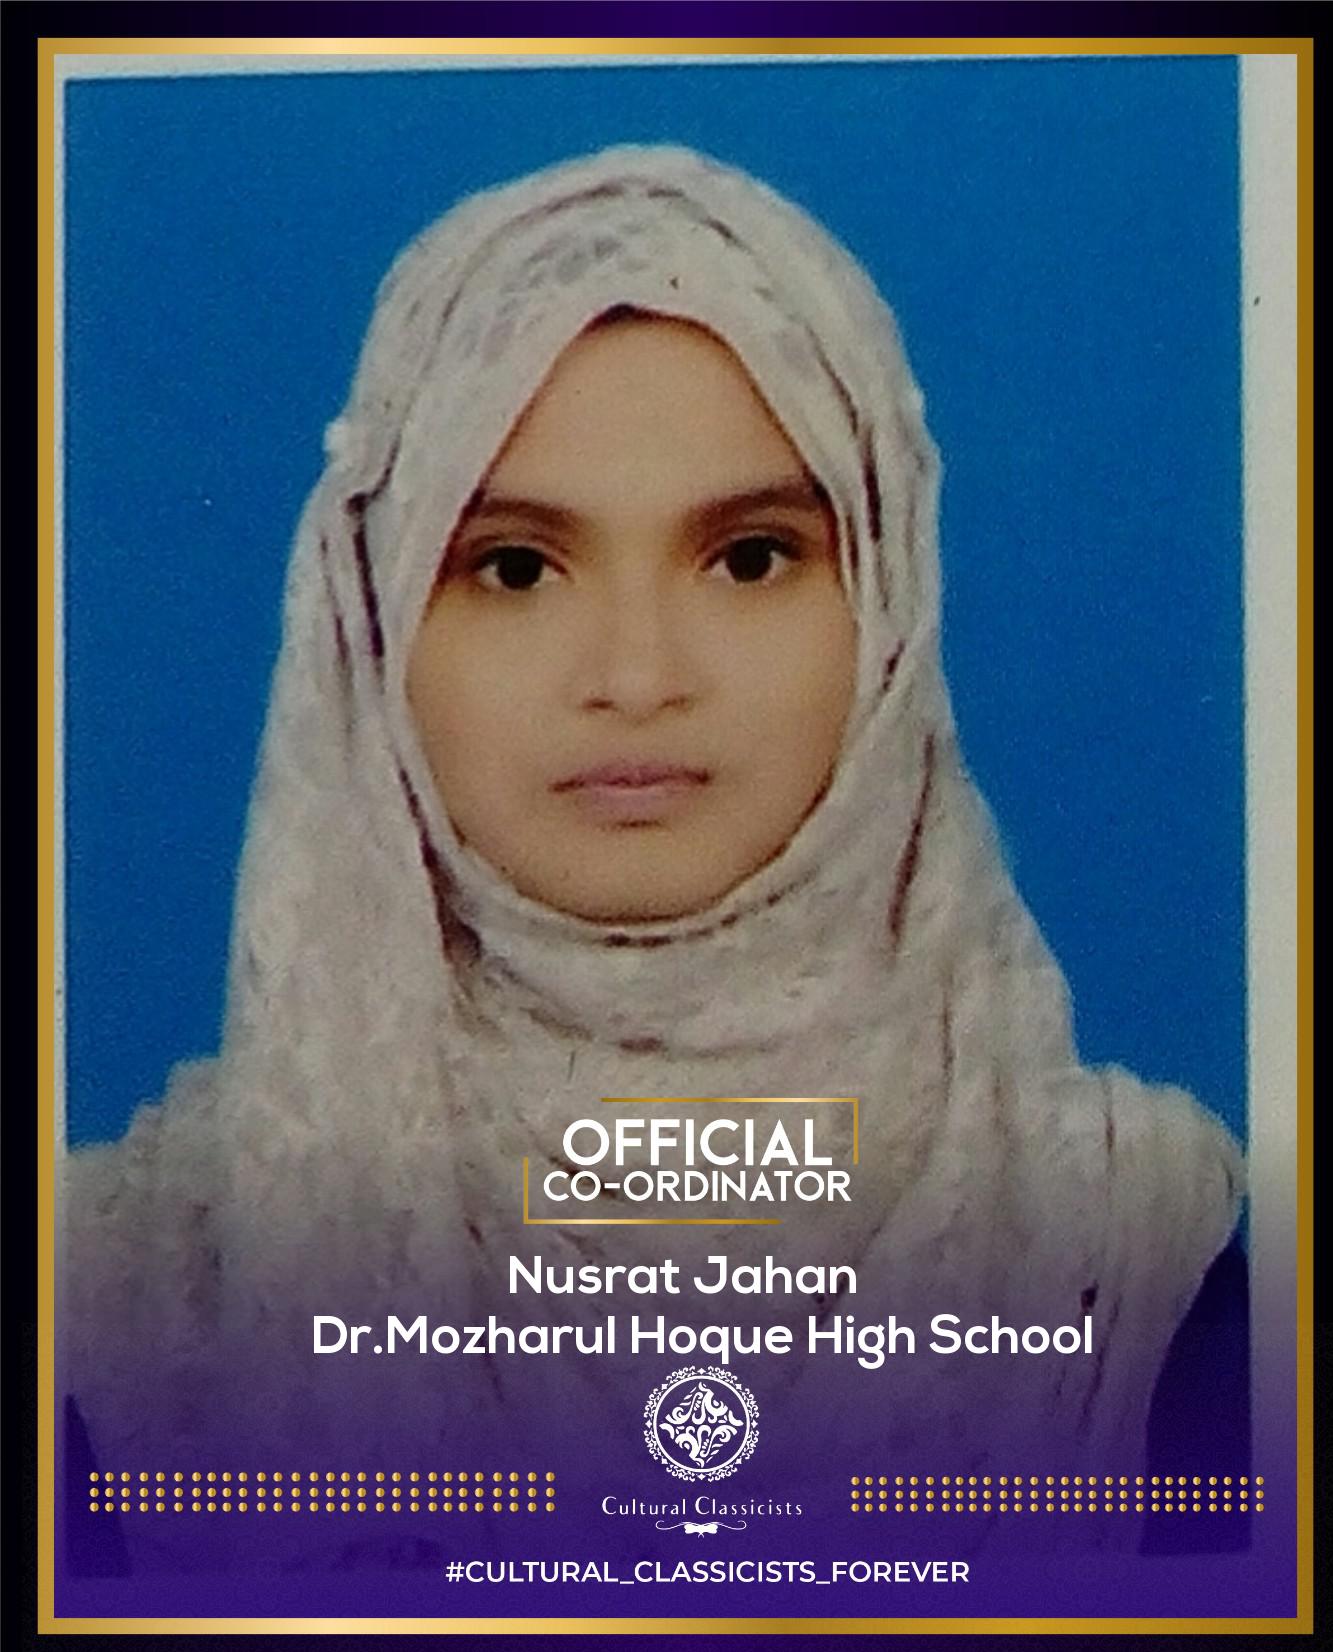 OFFICIAL
CO-ORDINATOR
Nusrat Jahan
Dr.Mozharul Hoque High School
Cultural Classicists
#CULTURAL_CLASSICISTS_FOREVER